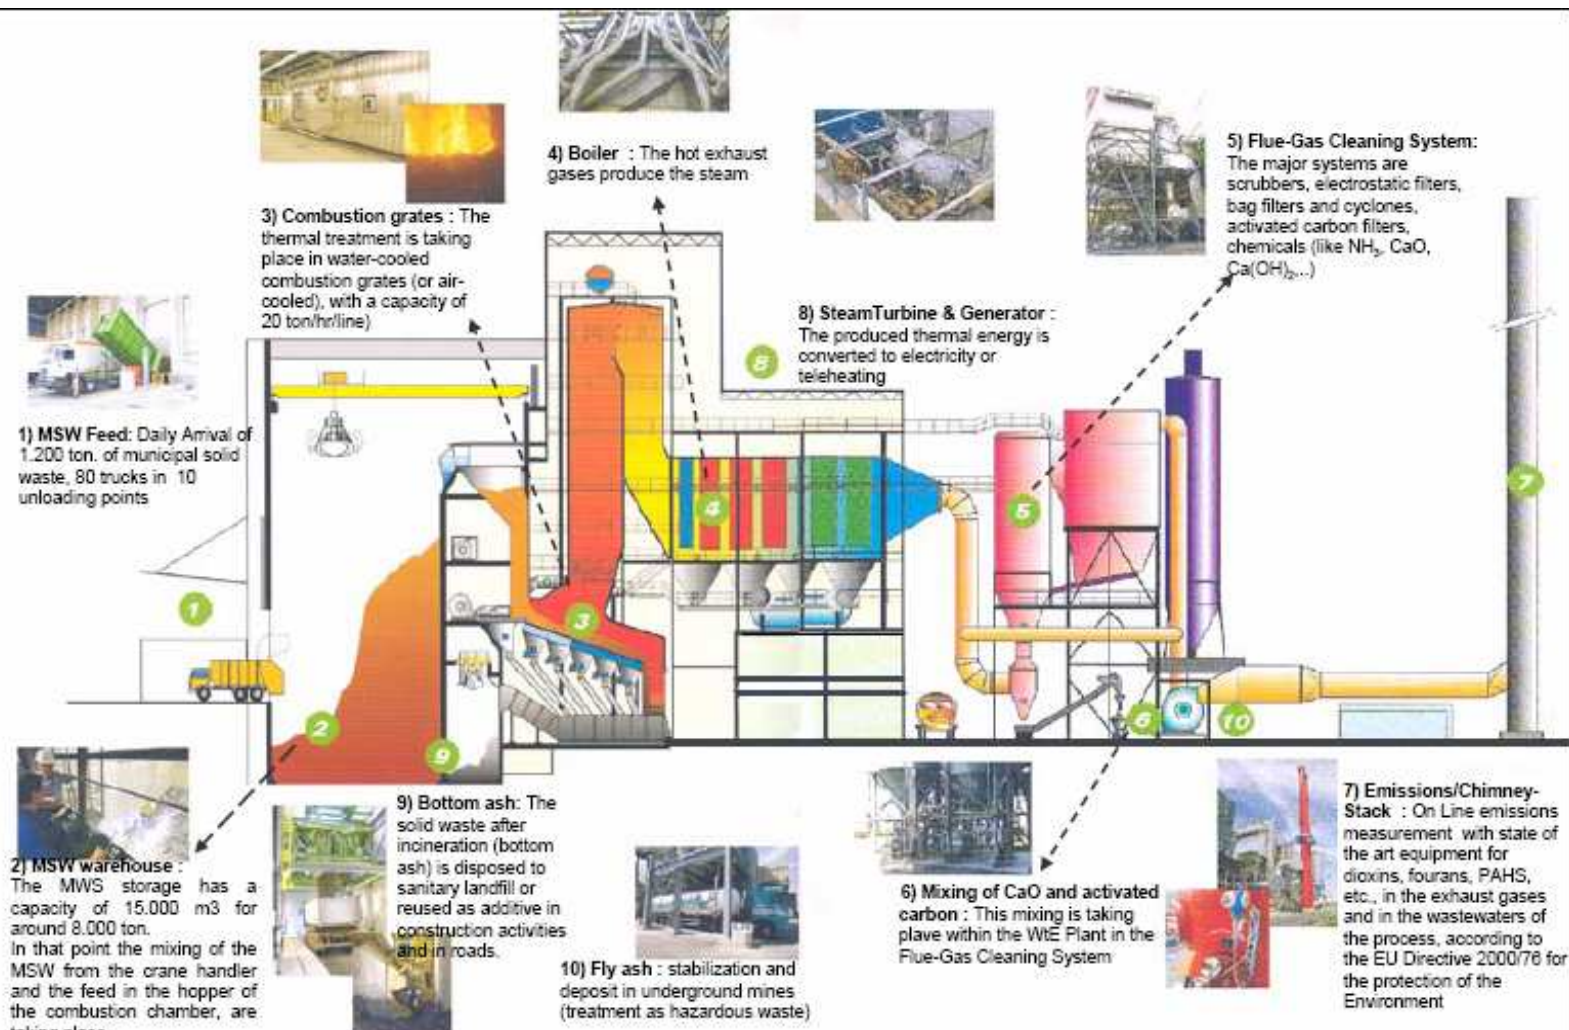 4) Boiler : The hot exhaust
gases produce the steam
5) Flue-Gas Cleaning System:
The major systems are
scrubbers, electrostatic filters,
bag filters and cyclones,
activated carbon filters,
chemicals (like NH3, CaO,
Ca(OH)2,..)
3) Combustion grates : The
thermal treatment is taking
place in water-cooled
combustion grates (or air-
cooled), with a capacity of
20 ton/hr/line)
8) SteamTurbine & Generator :
The produced thermal energy is
converted to electricity or
teleheating
8
1) MSW Feed: Daily Arrival of
1.200 ton. of municipal solid
waste, 80 trucks in 10
unloading points
4
5
7
1
3
2
9
6
10
2) MSW warehouse :
The MWS storage has a
capacity of 15.000 m3 for
around 8.000 ton.
In that point the mixing of the
MSW from the crane handler
and the feed in the hopper of
the combustion chamber, are
taking place
9) Bottom ash: The
solid waste after
incineration (bottom
ash) is disposed to
sanitary landfill or
reused as additive in
construction activities
and in roads.
10) Fly ash : stabilization and
deposit in underground mines
(treatment as hazardous waste)
6) Mixing of CaO and activated
carbon : This mixing is taking
plave within the WtE Plant in the
Flue-Gas Cleaning System
7) Emissions/Chimney-
Stack : On Line emissions
measurement with state of
the art equipment for
dioxins, fourans, PAHS,
etc., in the exhaust gases
and in the wastewaters of
the process, according to
the EU Directive 2000/76 for
the protection of the
Environment